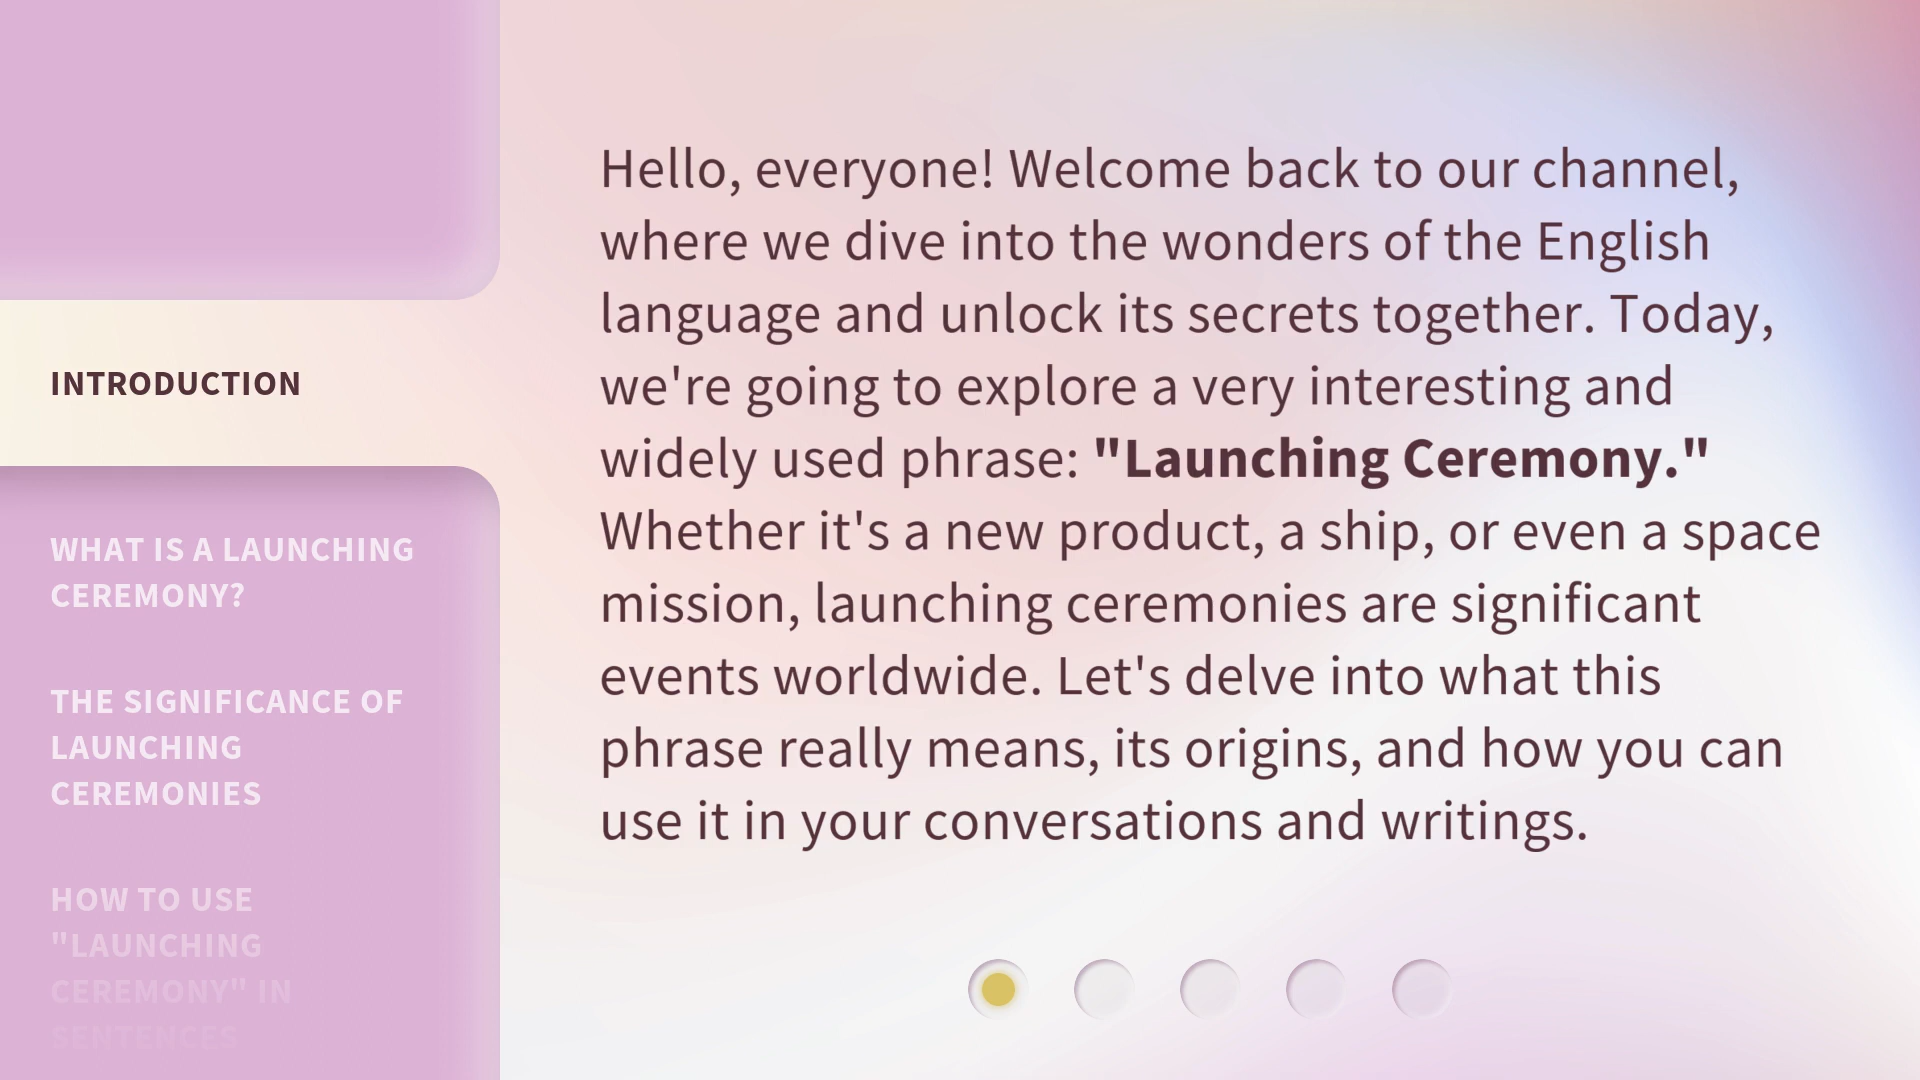 INTRODUCTION
WHAT IS A LAUNCHING
CEREMONY?
THE SIGNIFICANCE OF
LAUNCHING
CEREMONIES
HOW TO USE
"LAUNCHING
CEREMONY" IN
SENTENCES
Hello, everyone! Welcome back to our channel,
where we dive into the wonders of the English
language and unlock its secrets together. Today,
we're going to explore a very interesting and
widely used phrase: "Launching Ceremony."
Whether it's a new product, a ship, or even a space
mission, launching ceremonies are significant
events worldwide. Let's delve into what this
phrase really means, its origins, and how you can
use it in your conversations and writings.